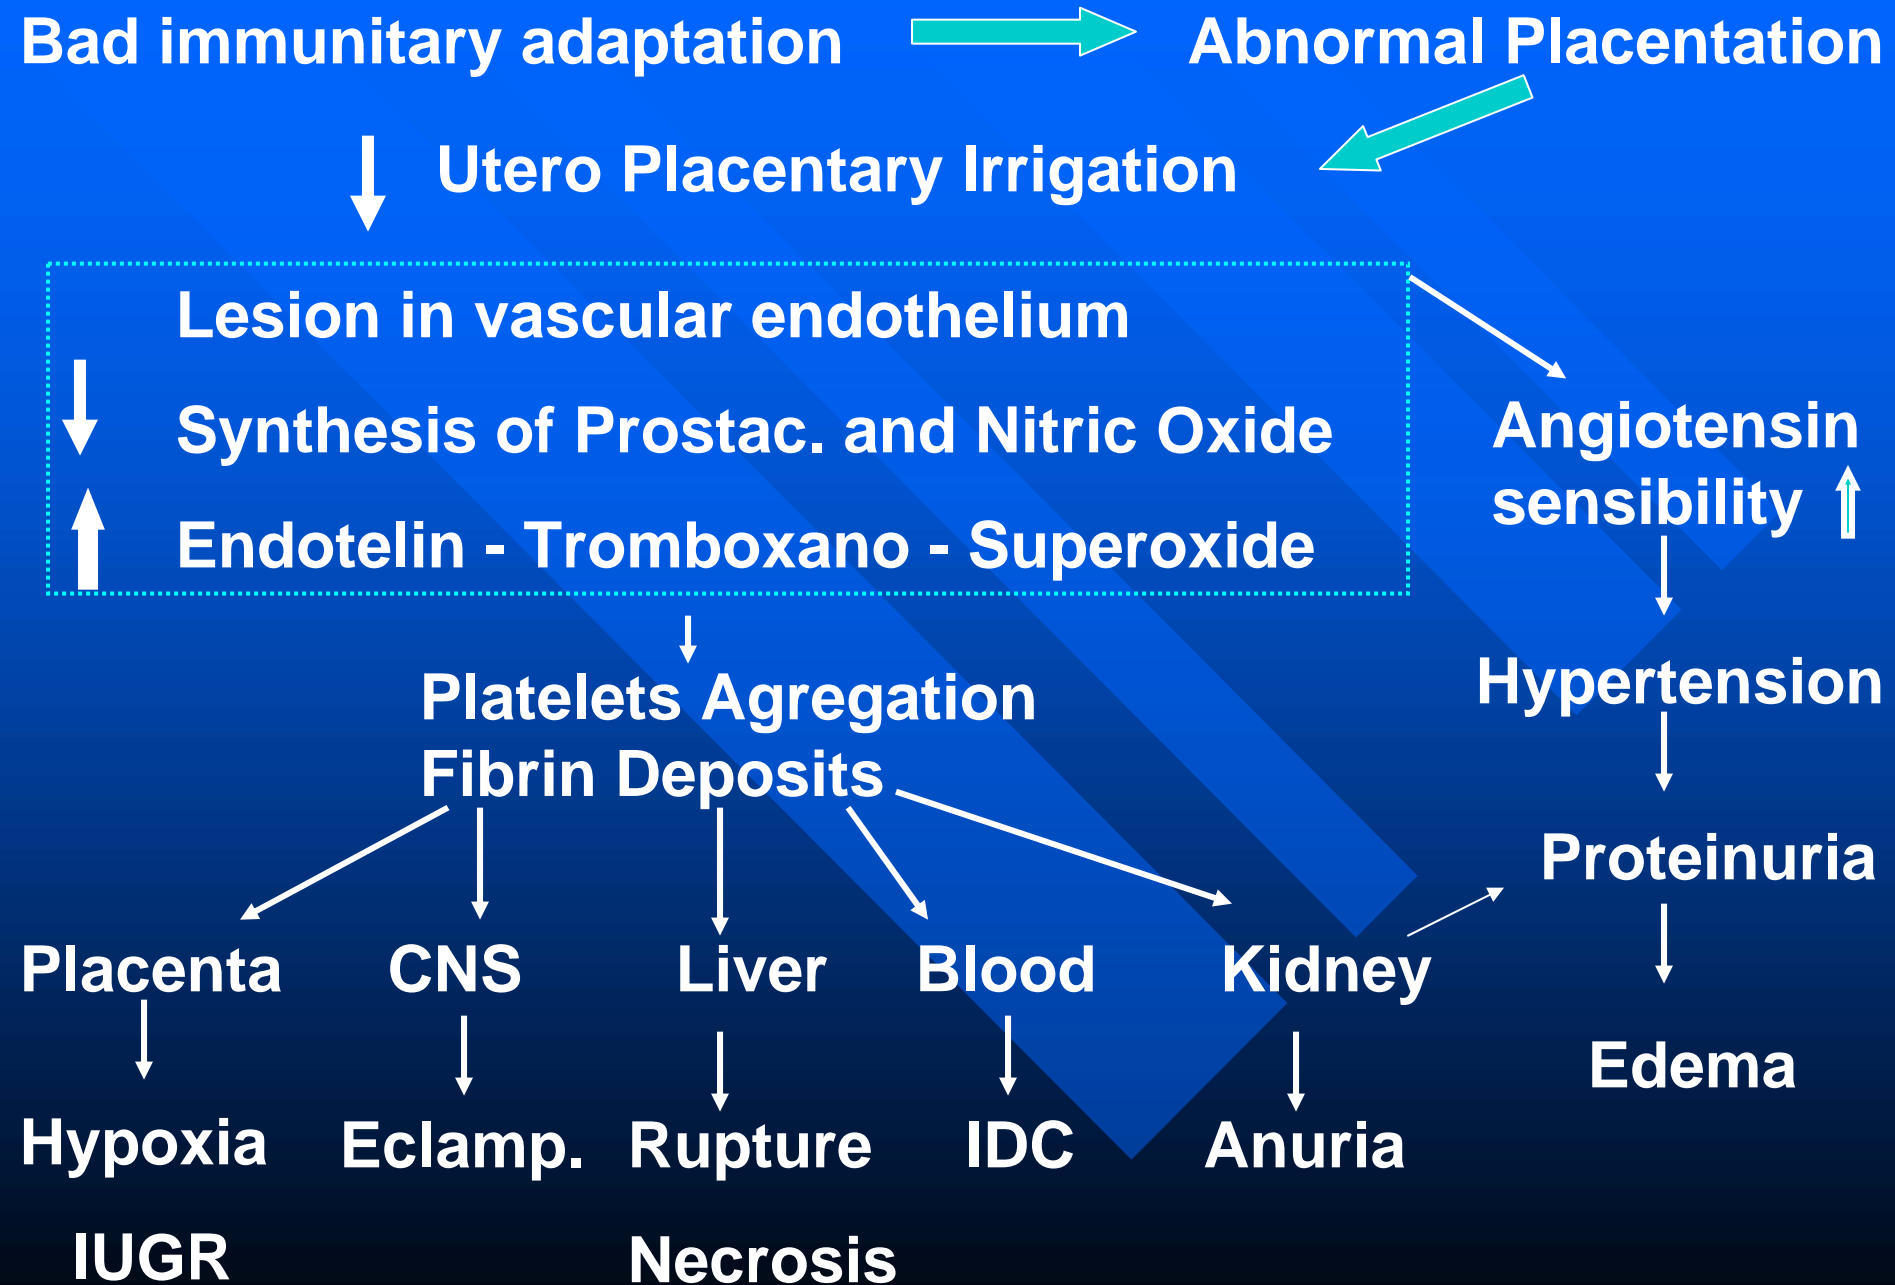 Bad immunitary adaptation
Abnormal Placentation
Utero Placentary Irrigation
Lesion in vascular endothelium
Synthesis of Prostac. and Nitric Oxide
Endotelin - Tromboxano - Superoxide
Angiotensin
sensibility
Platelets Agregation
Fibrin Deposits
Hypertension
Proteinuria
Placenta
CNS
Liver
Blood
Kidney
Edema
Hypoxia
Eclamp.
Rupture
IDC
Anuria
IUGR
Necrosis